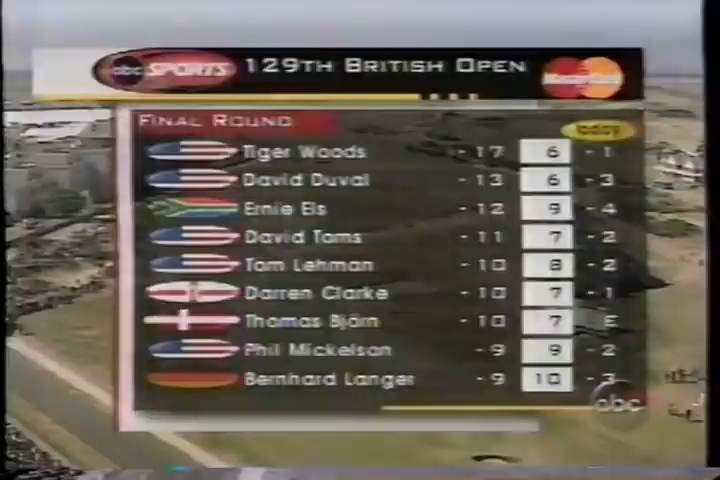 abc SPORTS 129TH BRITISH OPEN MasterCard
FINAL ROUND
today
Tiger Woods - 17 6 - 1
David Duval - 13 6 - 3
Ernie Els - 12 9 - 4
David Toms - 11 7 - 2
Tom Lehman - 10 8 - 2
Darren Clarke - 10 7 - 1
Thomas Björn - 10 7 E
Phil Mickelson - 9 9 - 2
Bernhard Langer - 9 10 - 3
abc